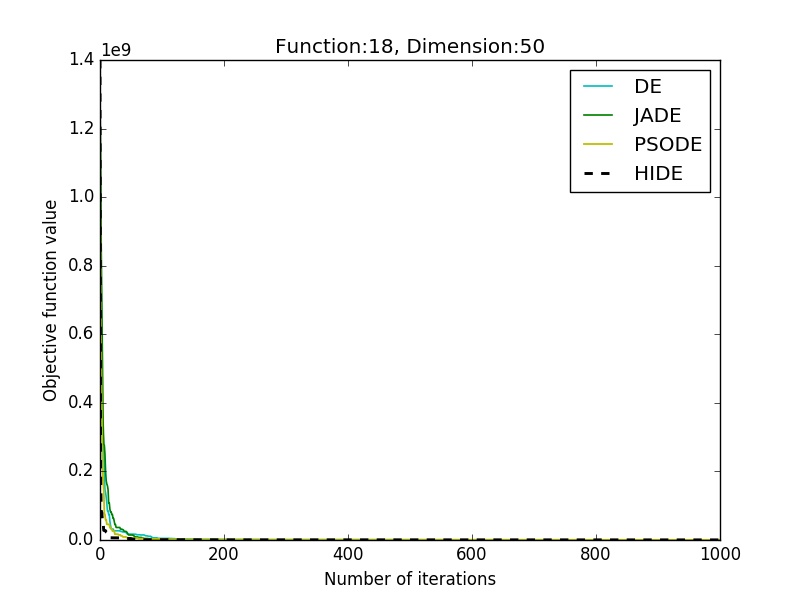 Function:18, Dimension:50
1e9
1.4
1.2
1.0
0.8
0.6
0.4
0.2
0.0
Objective function value
DE
JADE
PSODE
HIDE
0 200 400 600 800 1000
Number of iterations